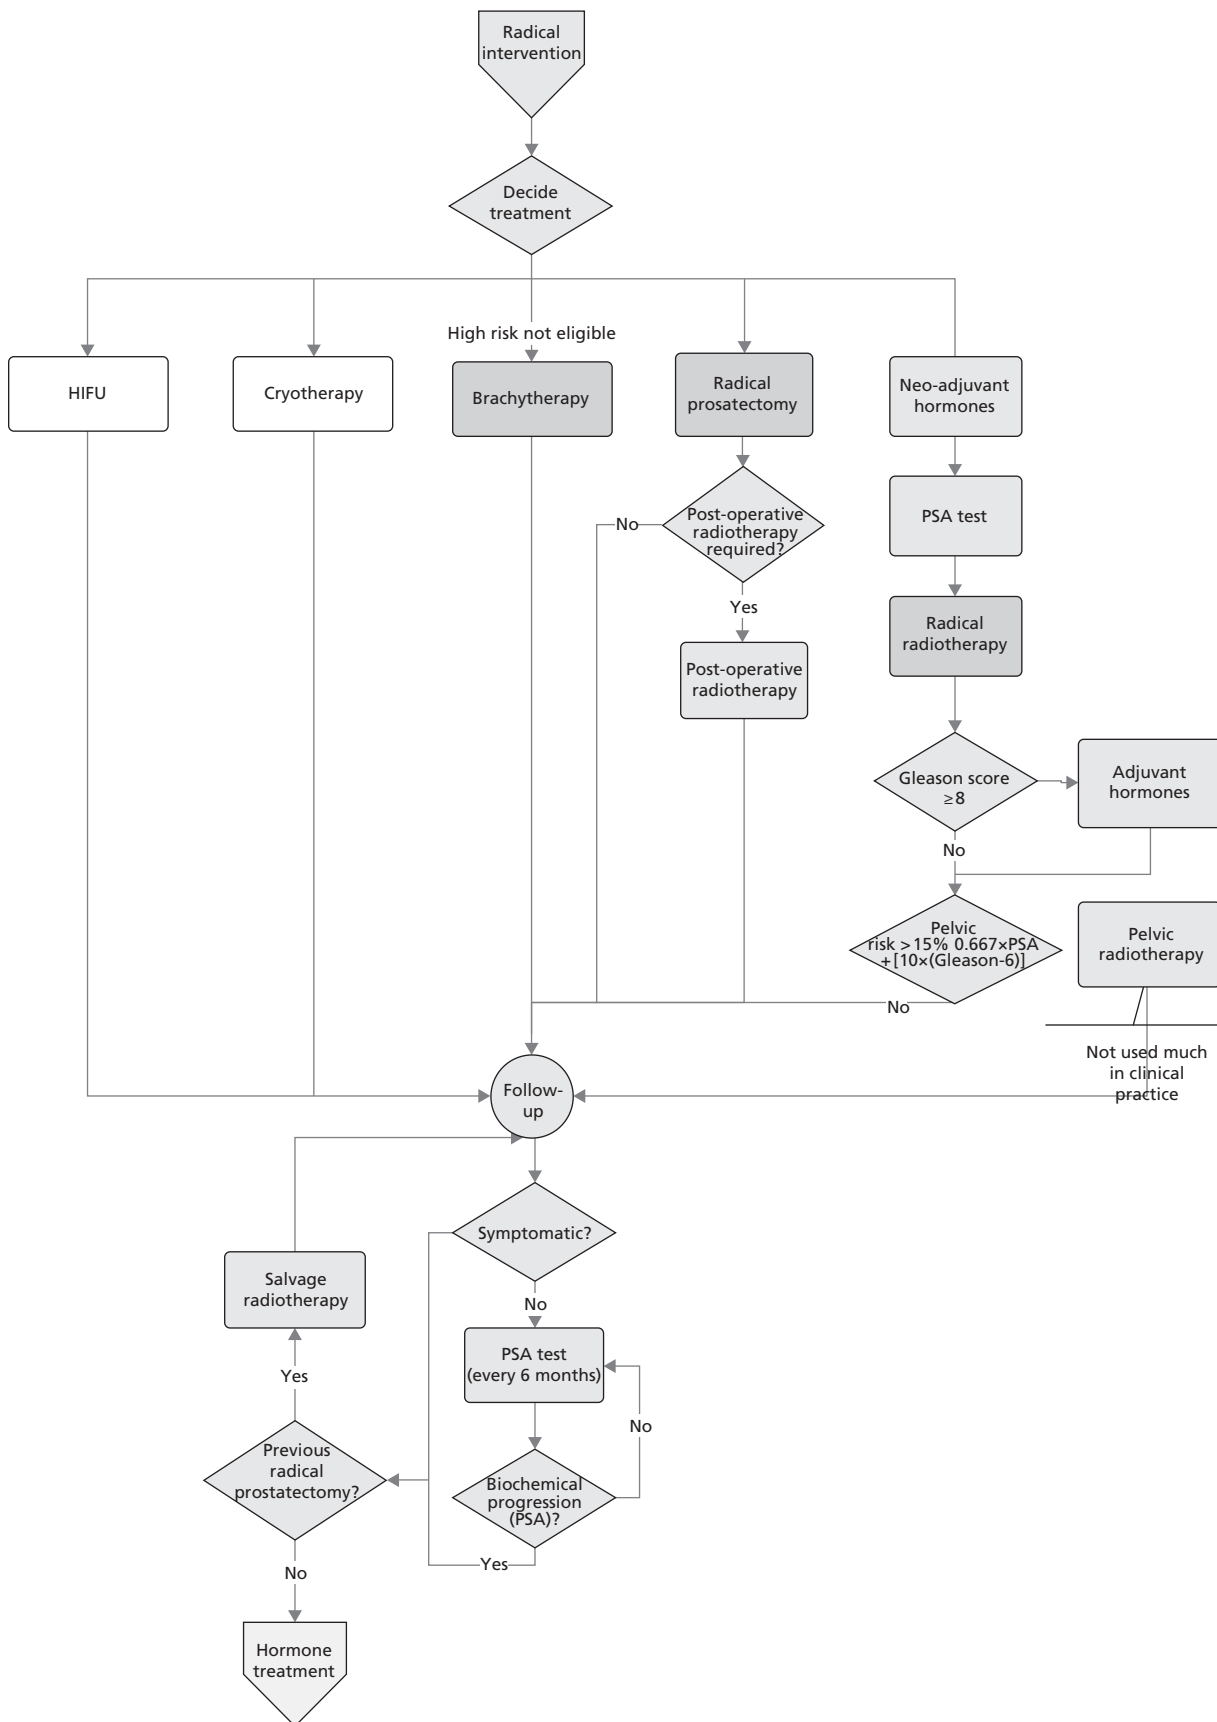 Radical
intervention
Decide
treatment
High risk not eligible
HIFU
Cryotherapy
Brachytherapy
Radical
prosatectomy
Neo-adjuvant
hormones
No
Post-operative
radiotherapy
required?
PSA test
Yes
Radical
radiotherapy
Post-operative
radiotherapy
Gleason score
≥8
Adjuvant
hormones
No
Pelvic
risk >15% 0.667×PSA
+[10×(Gleason-6)]
Pelvic
radiotherapy
No
Not used much
in clinical
practice
Follow-
up
Symptomatic?
Salvage
radiotherapy
No
PSA test
(every 6 months)
Yes
No
Previous
radical
prostatectomy?
Biochemical
progression
(PSA)?
Yes
No
Hormone
treatment